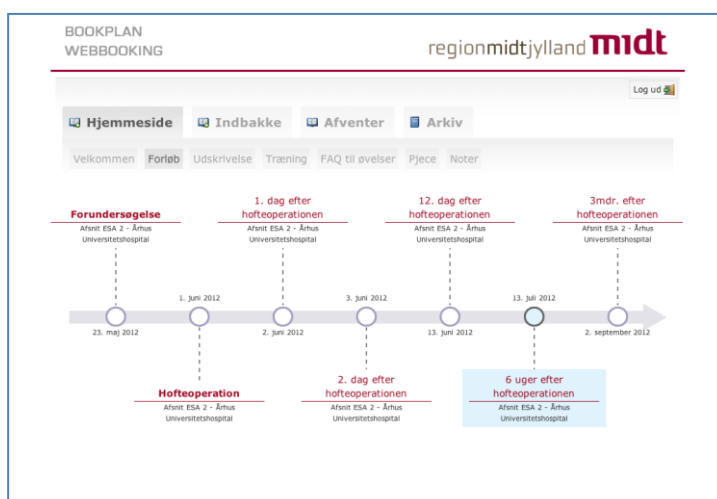 BOOKPLAN
WEBBOOKING
regionmidtjylland midt
Log ud
Hjemmeside Indbakke Afventer Arkiv
Velkommen Forløb Udskrivelse Træning FAQ til øvelser Pjece Noter
Forundersøgelse
Afsnit ESA 2 - Århus
Universitetshospital
1. dag efter
hofteoperationen
Afsnit ESA 2 - Århus
Universitetshospital
12. dag efter
hofteoperationen
Afsnit ESA 2 - Århus
Universitetshospital
3mdr. efter
hofteoperationen
Afsnit ESA 2 - Århus
Universitetshospital
1. juni 2012
3. juni 2012
13. juli 2012
23. maj 2012
2. juni 2012
13. juni 2012
2. september 2012
Hofteoperation
Afsnit ESA 2 - Århus
Universitetshospital
2. dag efter
hofteoperationen
Afsnit ESA 2 - Århus
Universitetshospital
6 uger efter
hofteoperationen
Afsnit ESA 2 - Århus
Universitetshospital